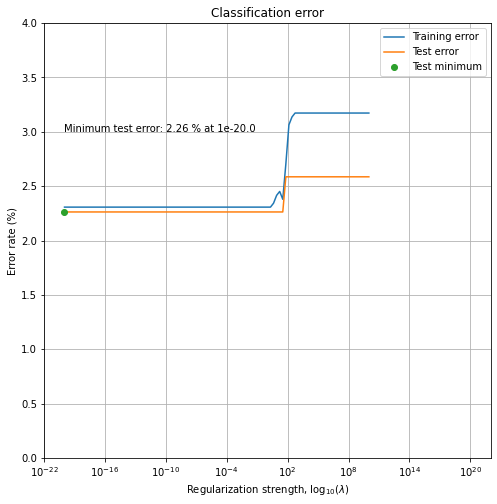 Classification error
4.0
3.5
3.0
2.5
2.0
1.5
1.0
0.5
0.0
Error rate (%)
Training error
Test error
Test minimum
Minimum test error: 2.26 % at 1e-20.0
10^-22 10^-16 10^-10 10^-4 10^2 10^8 10^14 10^20
Regularization strength, log10(λ)